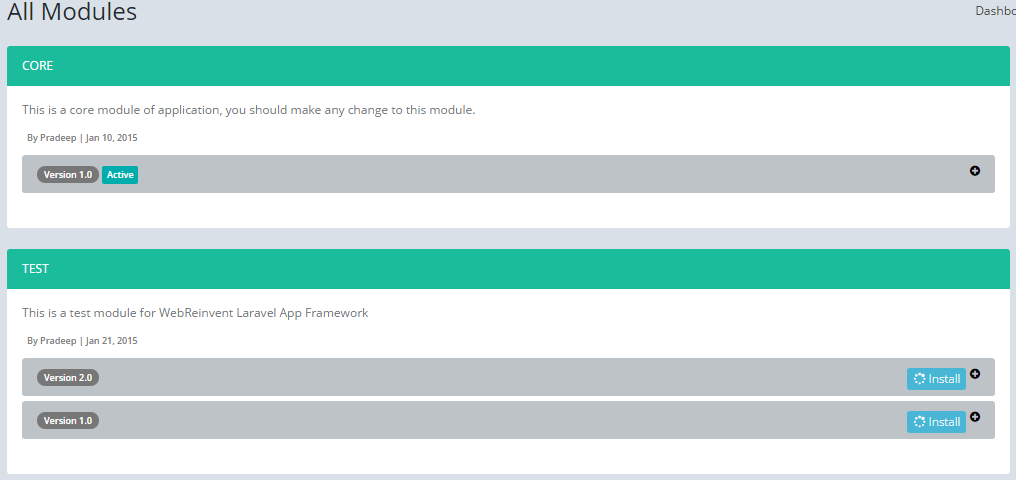 All Modules
Dashbo
CORE
This is a core module of application, you should make any change to this module.
By Pradeep | Jan 10, 2015
Version 1.0 Active
TEST
This is a test module for WebReinvent Laravel App Framework
By Pradeep | Jan 21, 2015
Version 2.0 Install
Version 1.0 Install